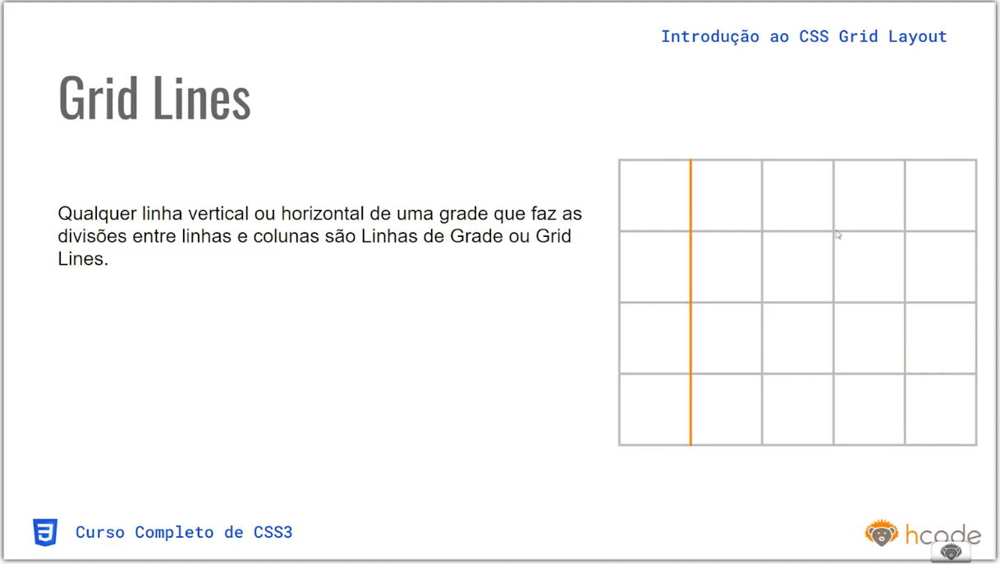 Introdução ao CSS Grid Layout
Grid Lines
Qualquer linha vertical ou horizontal de uma grade que faz as
divisões entre linhas e colunas são Linhas de Grade ou Grid
Lines.
Curso Completo de CSS3
hcode